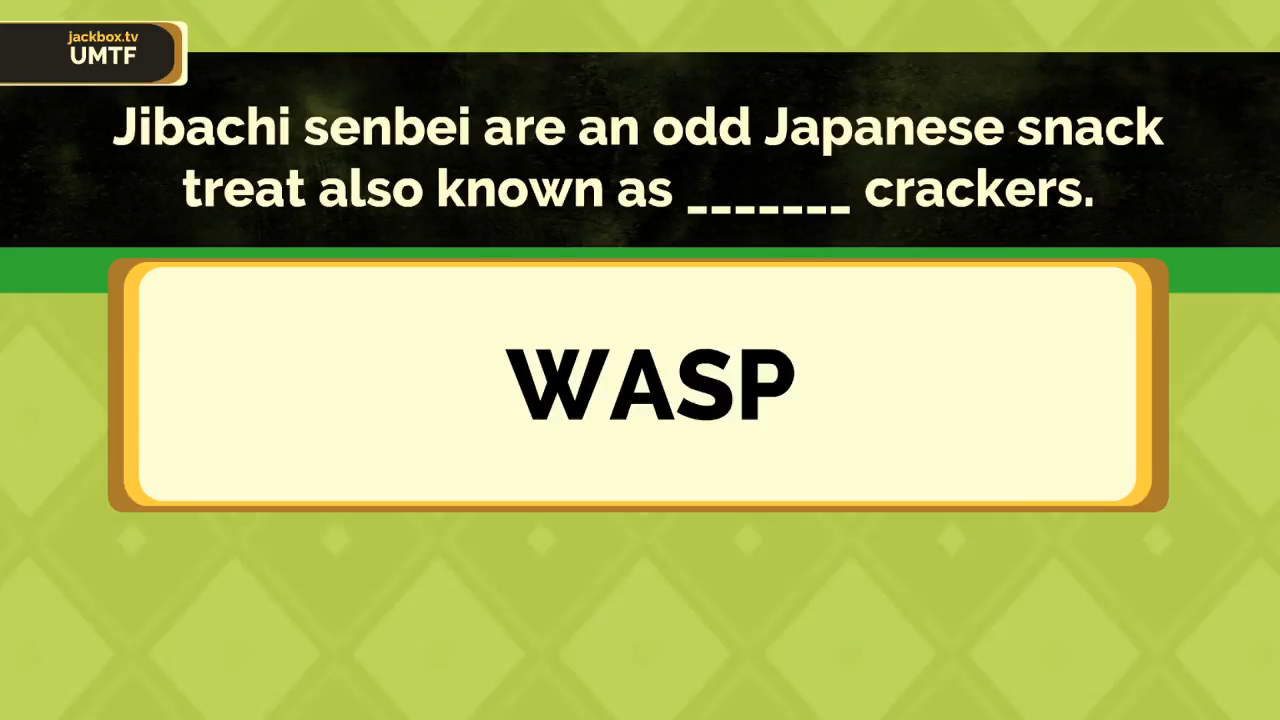 jackbox.tv
UMTF
Jibachi senbei are an odd Japanese snack
treat also known as _______ crackers.
WASP